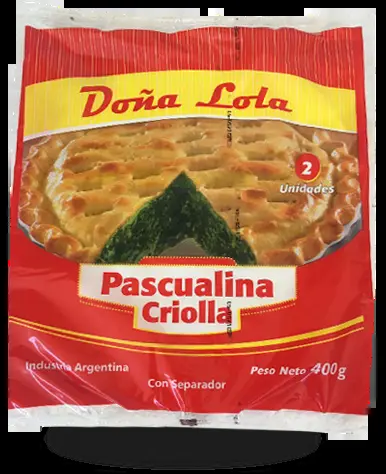 Doña Lola
2
Unidades
Pascualina
Criolla
Industria Argentina
Peso Neto 400g
Con Separador